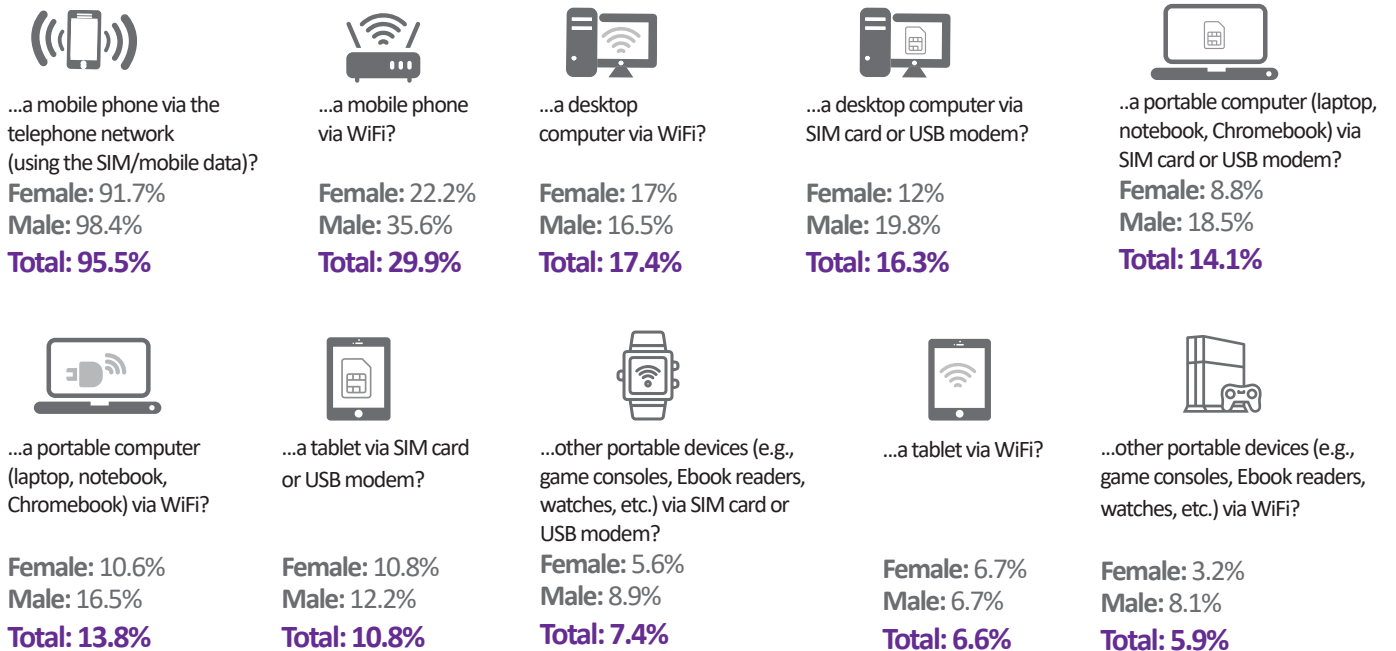 ...a mobile phone via the
telephone network
(using the SIM/mobile data)?
Female: 91.7%
Male: 98.4%
Total: 95.5%
...a mobile phone
via WiFi?
Female: 22.2%
Male: 35.6%
Total: 29.9%
...a desktop
computer via WiFi?
Female: 17%
Male: 16.5%
Total: 17.4%
...a desktop computer via
SIM card or USB modem?
Female: 12%
Male: 19.8%
Total: 16.3%
..a portable computer (laptop,
notebook, Chromebook) via
SIM card or USB modem?
Female: 8.8%
Male: 18.5%
Total: 14.1%
...a portable computer
(laptop, notebook,
Chromebook) via WiFi?
Female: 10.6%
Male: 16.5%
Total: 13.8%
...a tablet via SIM card
or USB modem?
Female: 10.8%
Male: 12.2%
Total: 10.8%
...other portable devices (e.g.,
game consoles, Ebook readers,
watches, etc.) via SIM card or
USB modem?
Female: 5.6%
Male: 8.9%
Total: 7.4%
...a tablet via WiFi?
Female: 6.7%
Male: 6.7%
Total: 6.6%
...other portable devices (e.g.,
game consoles, Ebook readers,
watches, etc.) via WiFi?
Female: 3.2%
Male: 8.1%
Total: 5.9%